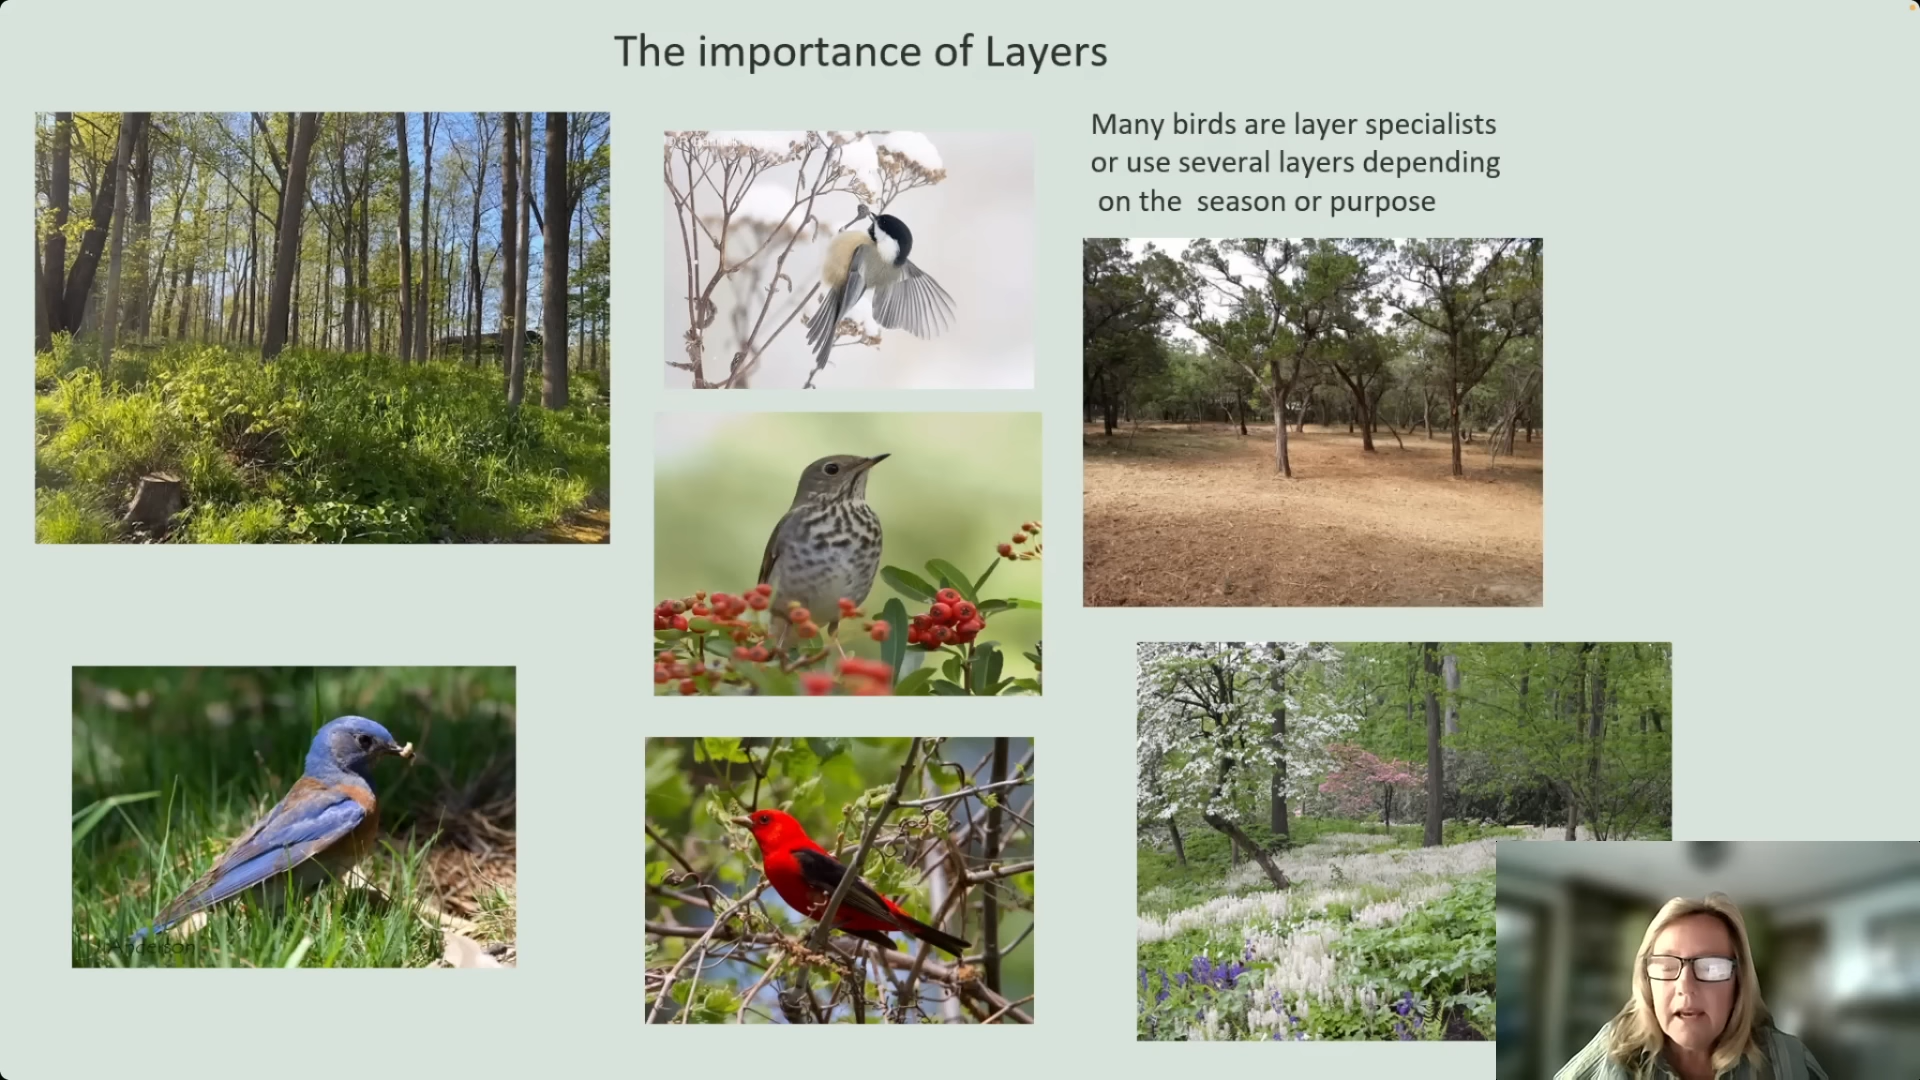 The importance of Layers
Many birds are layer specialists
or use several layers depending
on the season or purpose
Anderson